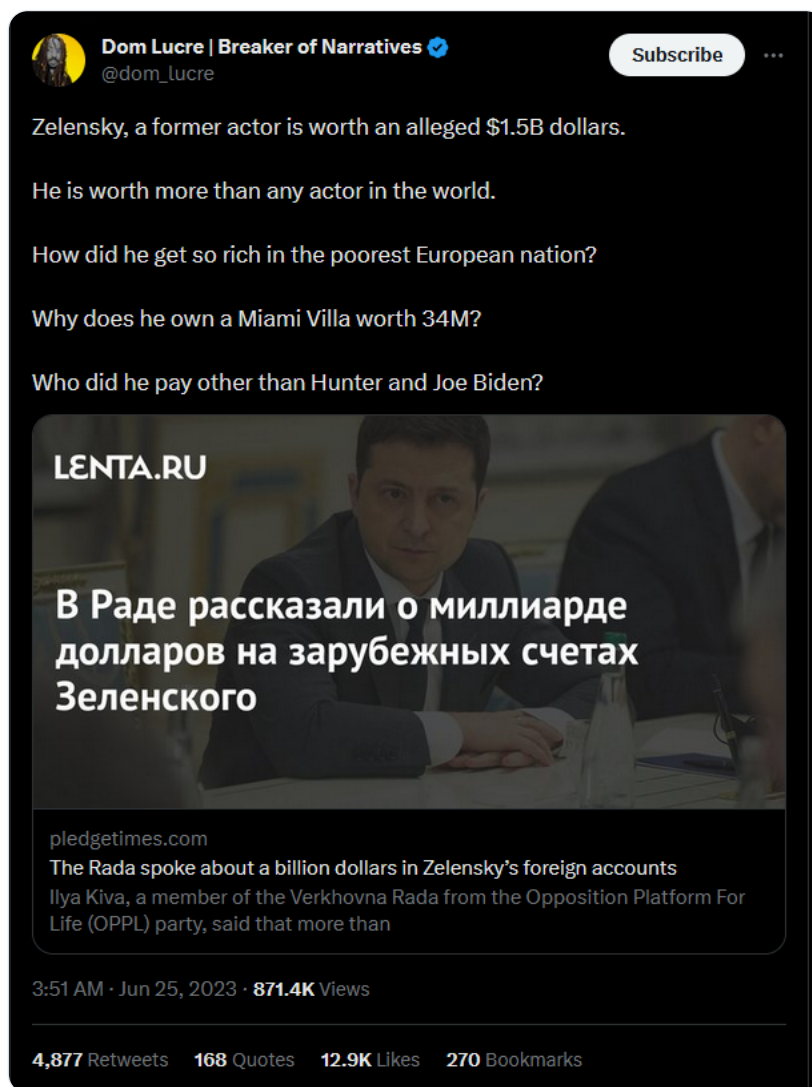 Dom Lucre | Breaker of Narratives
@dom_lucre
Subscribe
Zelensky, a former actor is worth an alleged $1.5B dollars.
He is worth more than any actor in the world.
How did he get so rich in the poorest European nation?
Why does he own a Miami Villa worth 34M?
Who did he pay other than Hunter and Joe Biden?
LENTA.RU
В Раде рассказали о миллиарде
долларов на зарубежных счетах
Зеленского
pledgetimes.com
The Rada spoke about a billion dollars in Zelensky’s foreign accounts
Ilya Kiva, a member of the Verkhovna Rada from the Opposition Platform For
Life (OPPL) party, said that more than
3:51 AM · Jun 25, 2023 · 871.4K Views
4,877 Retweets 168 Quotes 12.9K Likes 270 Bookmarks